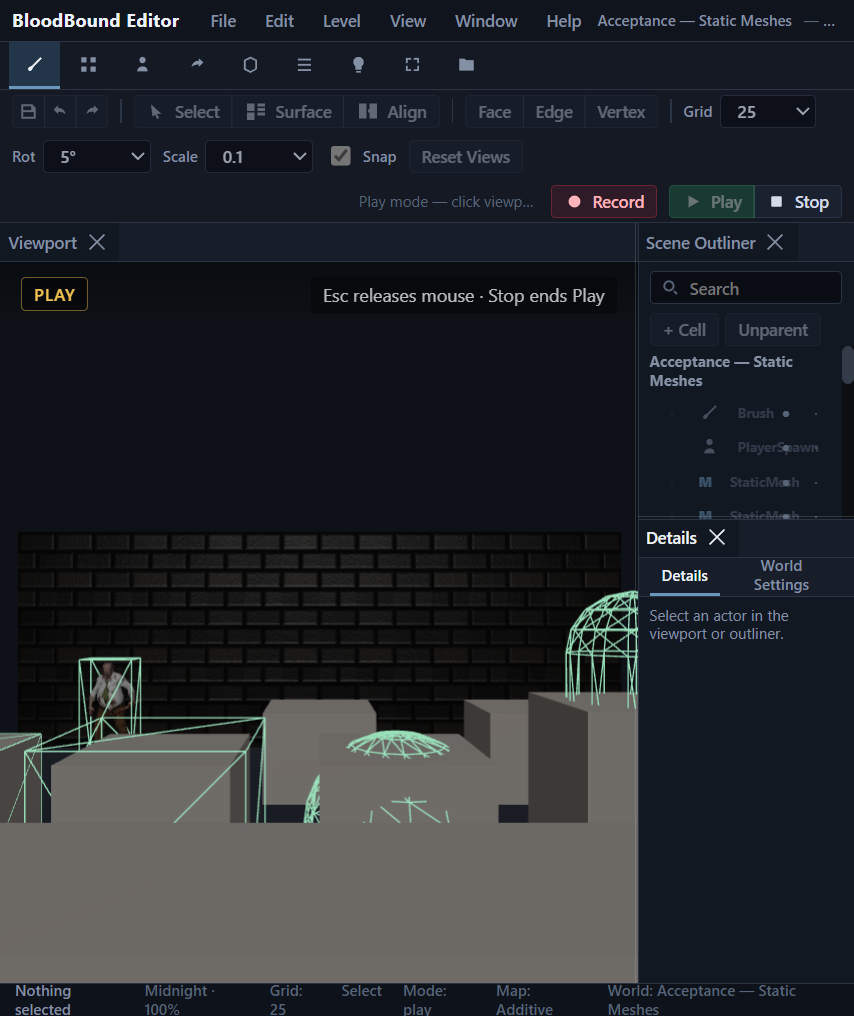 BloodBound Editor File Edit Level View Window Help Acceptance — Static Meshes — ...
Select Surface Align Face Edge Vertex Grid 25
Rot 5° Scale 0.1 Snap Reset Views
Play mode — click viewp... Record Play Stop
Viewport
PLAY
Esc releases mouse · Stop ends Play
Scene Outliner
Search
+ Cell Unparent
Acceptance — Static
Meshes
Brush
PlayerSpawn
M StaticMesh
M StaticMesh
Details
Details World
Settings
Select an actor in the
viewport or outliner.
Nothing
selected
Midnight ·
100%
Grid:
25
Select
Mode:
play
Map:
Additive
World: Acceptance — Static
Meshes